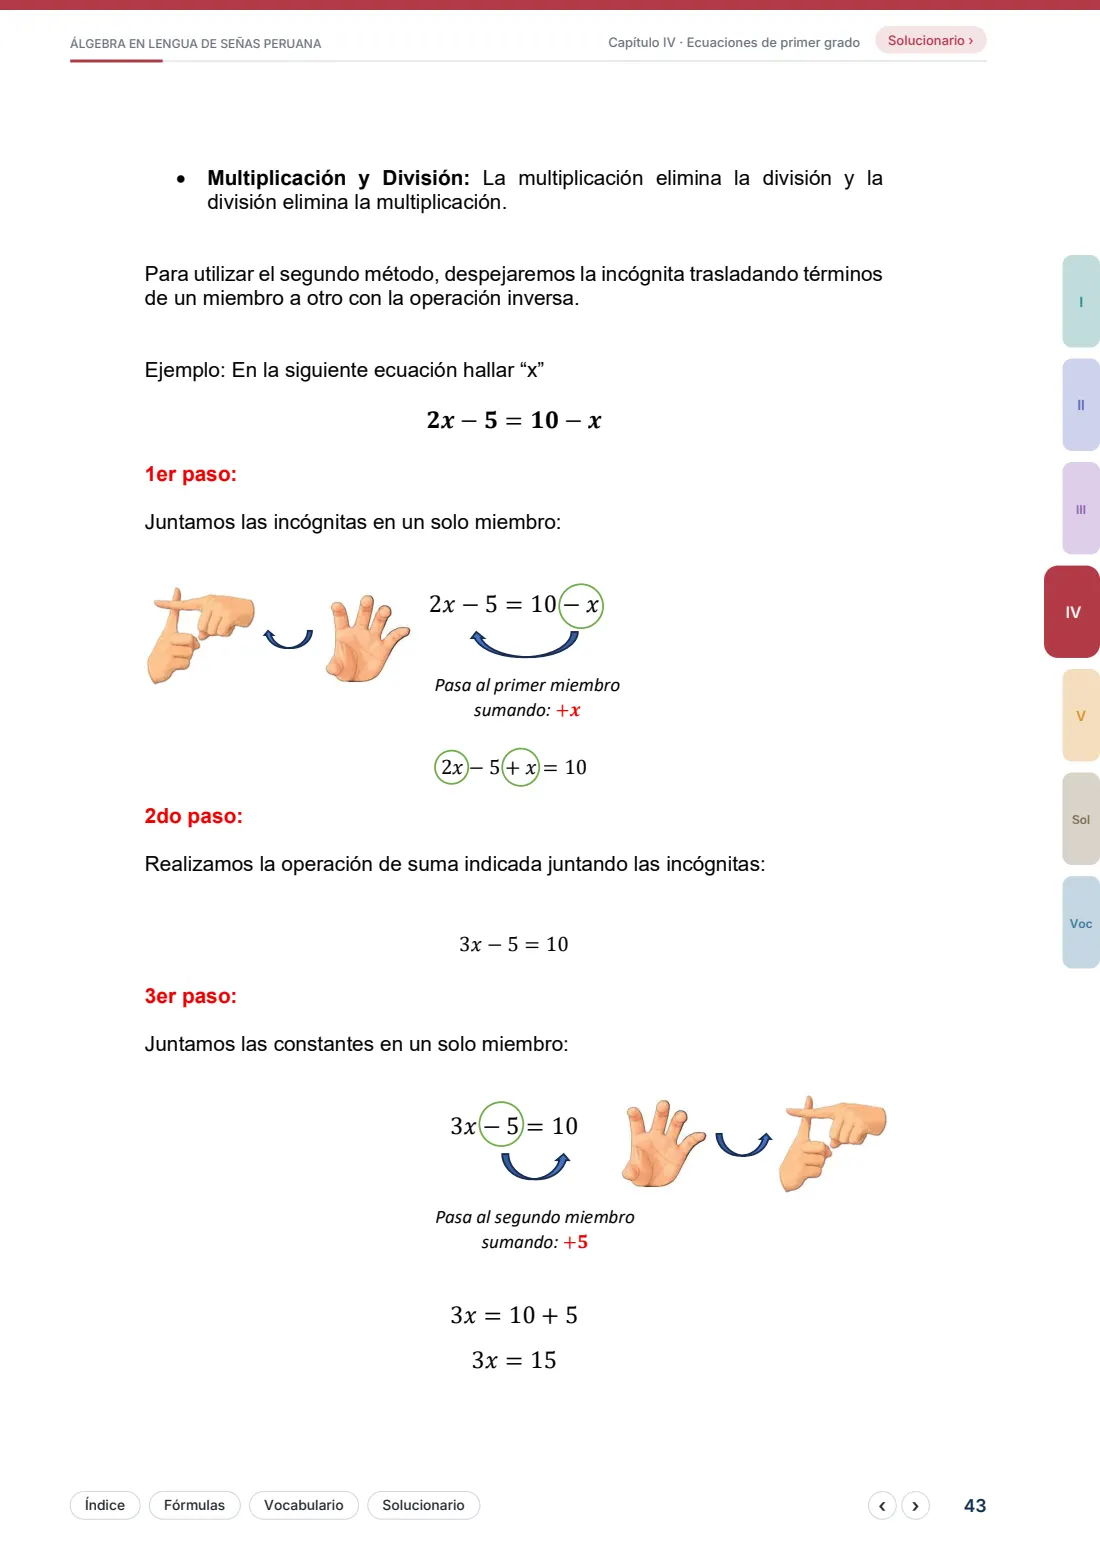 ÁLGEBRA EN LENGUA DE SEÑAS PERUANA
Capítulo IV · Ecuaciones de primer grado
Solucionario ›
• Multiplicación y División: La multiplicación elimina la división y la
división elimina la multiplicación.
Para utilizar el segundo método, despejaremos la incógnita trasladando términos
de un miembro a otro con la operación inversa.
Ejemplo: En la siguiente ecuación hallar “x”
2x − 5 = 10 − x
1er paso:
Juntamos las incógnitas en un solo miembro:
2x − 5 = 10 − x
Pasa al primer miembro
sumando: +x
2x − 5 + x = 10
2do paso:
Realizamos la operación de suma indicada juntando las incógnitas:
3x − 5 = 10
3er paso:
Juntamos las constantes en un solo miembro:
3x − 5 = 10
Pasa al segundo miembro
sumando: +5
3x = 10 + 5
3x = 15
I
II
III
IV
V
Sol
Voc
Índice
Fórmulas
Vocabulario
Solucionario
‹ ›
43